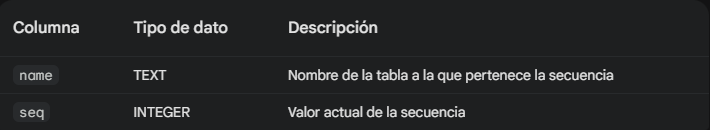 Columna Tipo de dato Descripción
name TEXT Nombre de la tabla a la que pertenece la secuencia
seq INTEGER Valor actual de la secuencia